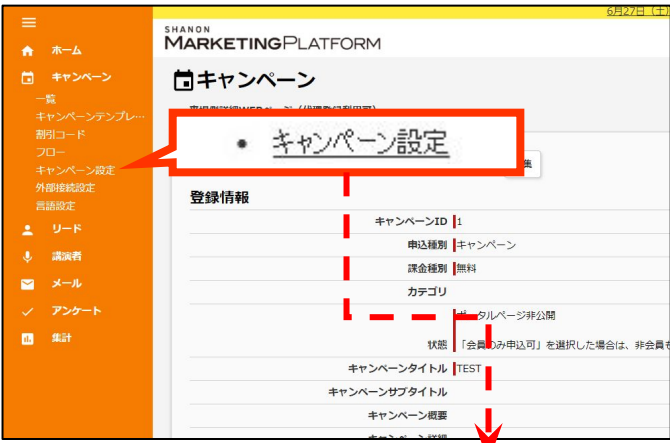 6月27日（土）
SHANON
MARKETINGPLATFORM
ホーム
キャンペーン
一覧
キャンペーンテンプレ…
割引コード
フロー
キャンペーン設定
外部接続設定
言語設定
リード
講演者
メール
アンケート
集計
キャンペーン
• キャンペーン設定
集
登録情報
キャンペーンID 1
申込種別 キャンペーン
課金種別 無料
カテゴリ
ポータルページ非公開
状態 「会員のみ申込可」を選択した場合は、非会員も
キャンペーンタイトル TEST
キャンペーンサブタイトル
キャンペーン概要